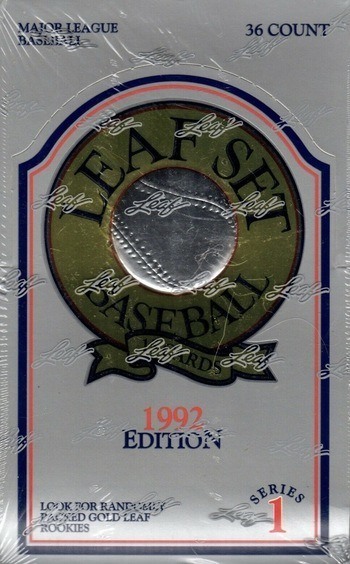 MAJOR LEAGUE
BASEBALL
36 COUNT
LEAF SET
BASEBALL
CARDS
1992
EDITION
LOOK FOR RANDOMLY
PACKED GOLD LEAF
ROOKIES
SERIES
1
Leaf